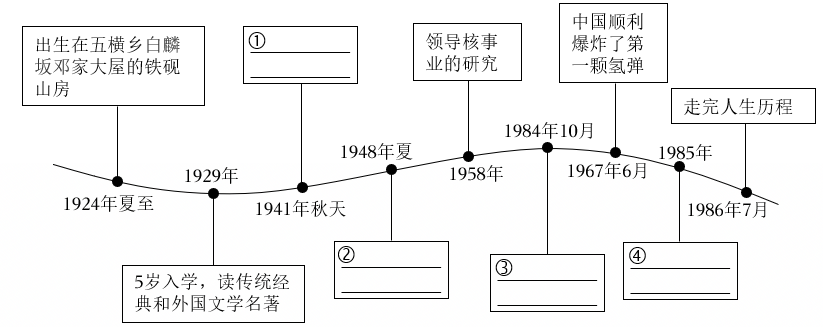 出生在五横乡白麟
坂邓家大屋的铁砚
山房
1924年夏至
1929年
5岁入学，读传统经
典和外国文学名著
①
1941年秋天
1948年夏
②
领导核事
业的研究
1958年
1984年10月
③
中国顺利
爆炸了第
一颗氢弹
1967年6月
1985年
④
走完人生历程
1986年7月